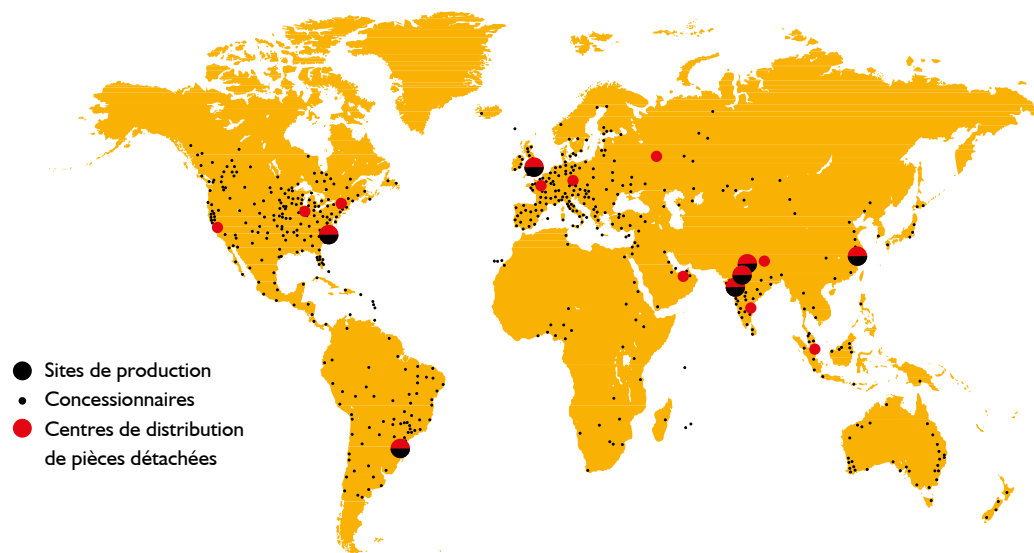 Sites de production
Concessionnaires
Centres de distribution
de pièces détachées